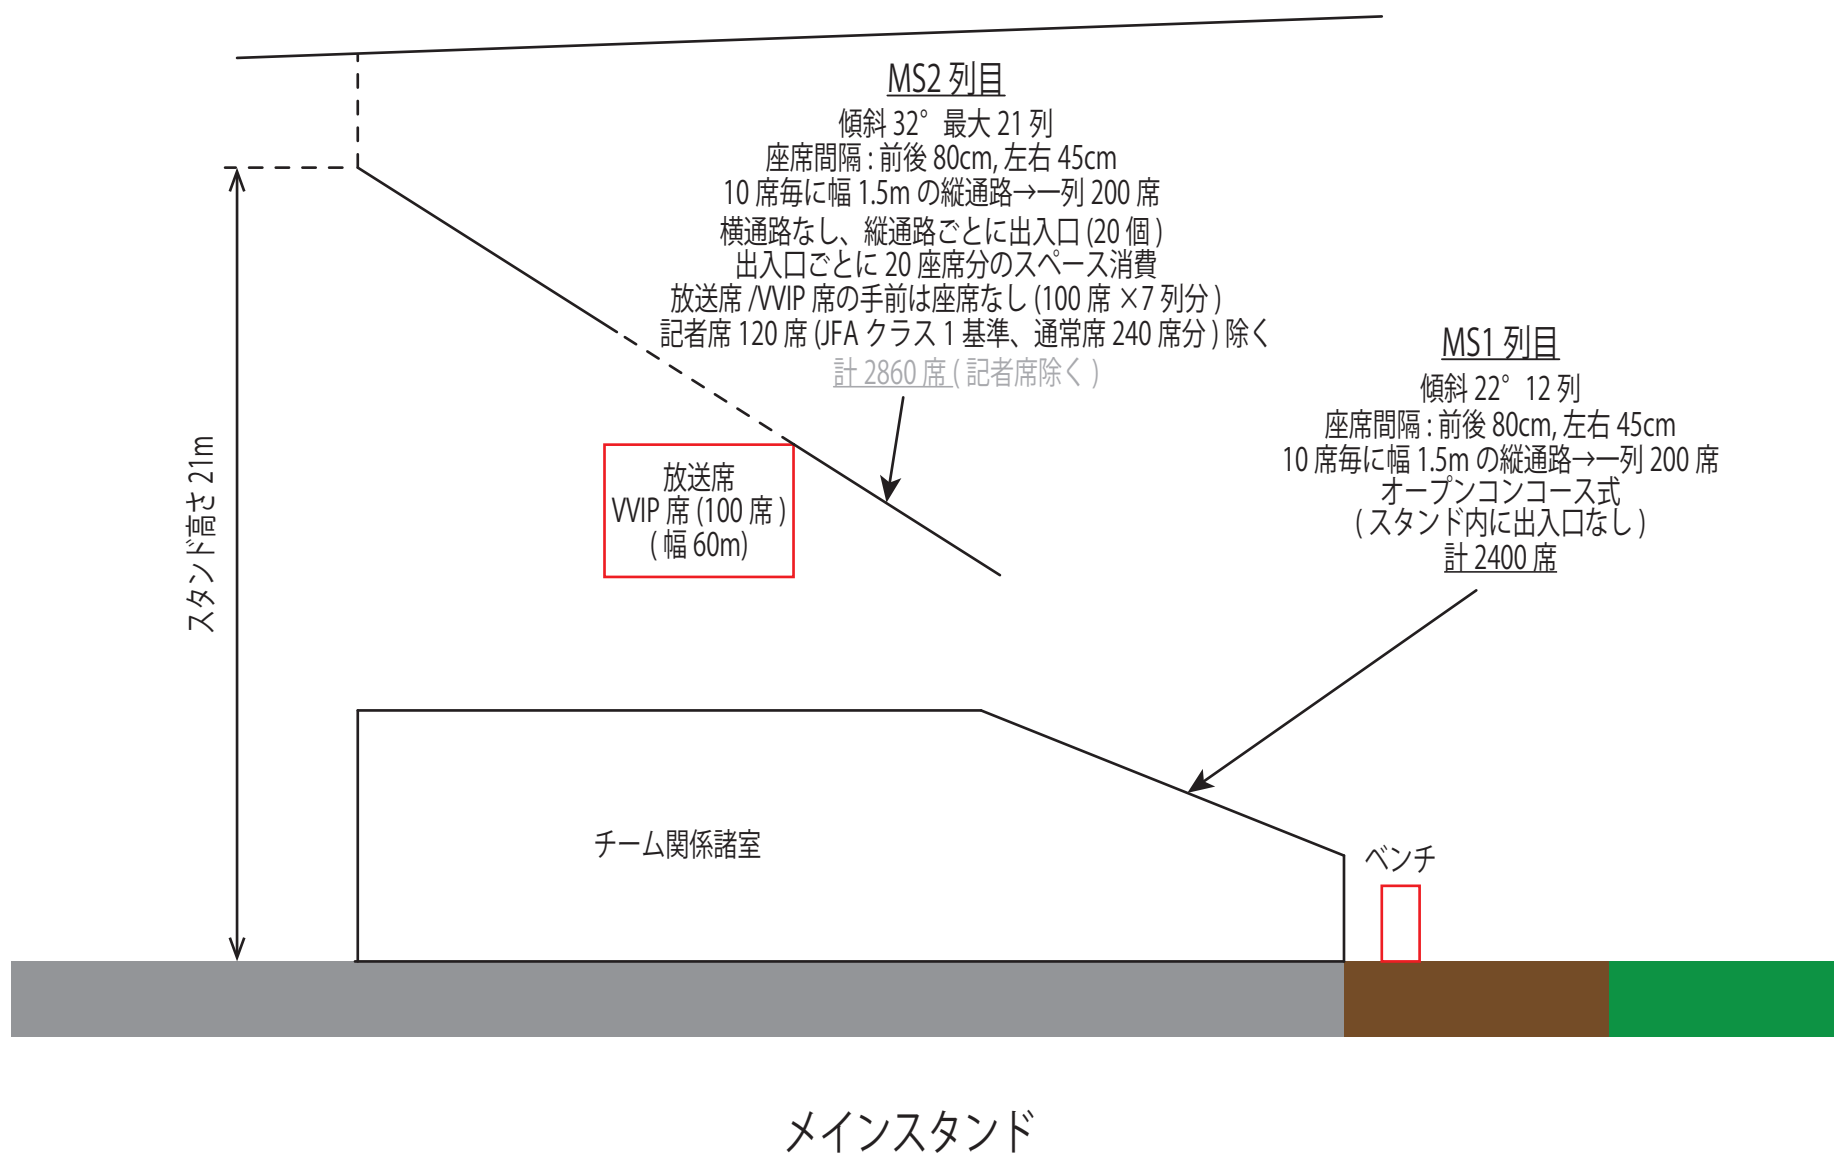 MS2 列目
傾斜 32°最大 21 列
座席間隔 : 前後 80cm, 左右 45cm
10 席毎に幅 1.5m の縦通路→一列 200 席
横通路なし、縦通路ごとに出入口 (20 個 )
出入口ごとに 20 座席分のスペース消費
放送席 /VVIP 席の手前は座席なし (100 席 ×7 列分 )
記者席 120 席 (JFA クラス 1 基準、通常席 240 席分 ) 除く
計 2860 席 ( 記者席除く )
MS1 列目
傾斜 22°12 列
座席間隔 : 前後 80cm, 左右 45cm
10 席毎に幅 1.5m の縦通路→一列 200 席
オープンコンコース式
( スタンド内に出入口なし )
計 2400 席
スタンド高さ 21m
放送席
VVIP 席 (100 席 )
( 幅 60m)
チーム関係諸室
ベンチ
メインスタンド